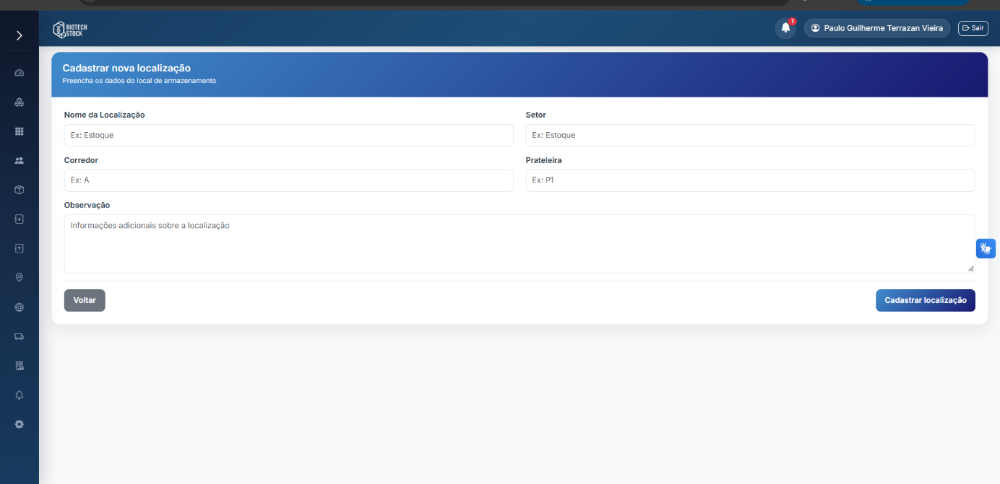 BIOTECH
STOCK
1
Paulo Guilherme Terrazan Vieira
Sair
Cadastrar nova localização
Preencha os dados do local de armazenamento
Nome da Localização
Setor
Ex: Estoque
Ex: Estoque
Corredor
Prateleira
Ex: A
Ex: P1
Observação
Informações adicionais sobre a localização
Voltar
Cadastrar localização